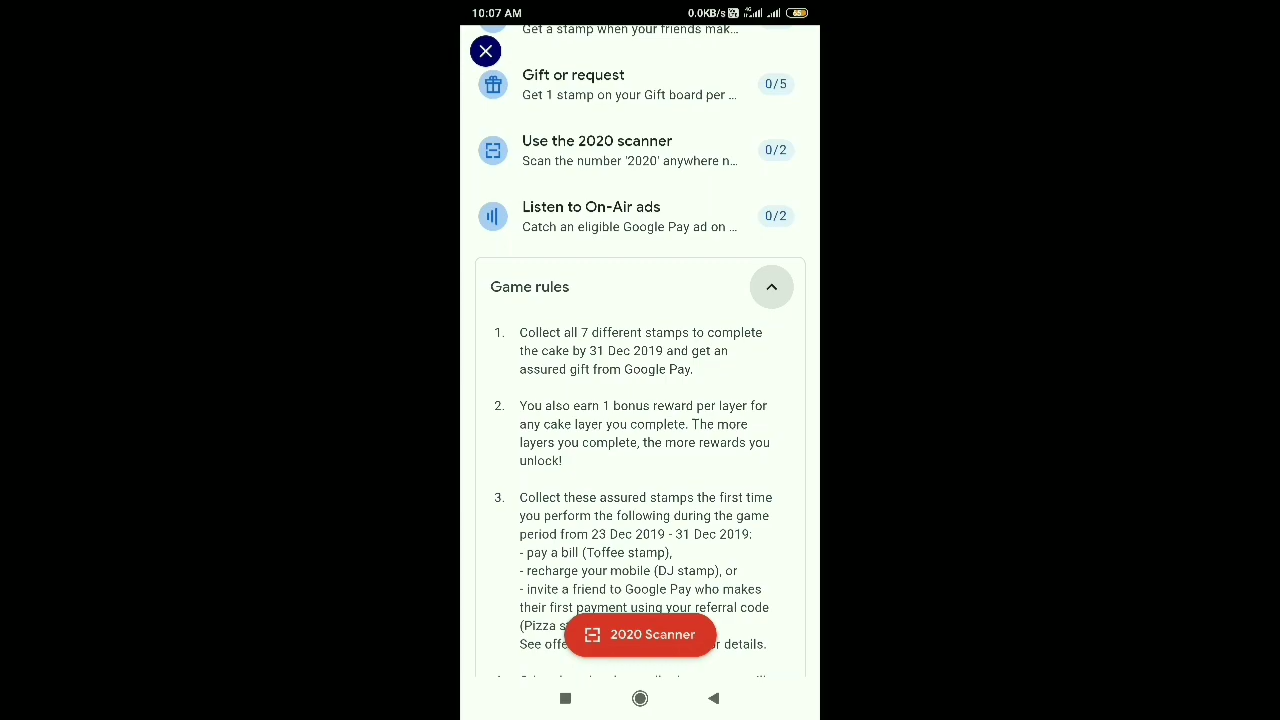 10:07 AM 0.0KB/s 4G 65
Get a stamp when your friends mak...
Gift or request
Get 1 stamp on your Gift board per ...
0/5
Use the 2020 scanner
Scan the number '2020' anywhere n...
0/2
Listen to On-Air ads
Catch an eligible Google Pay ad on ...
0/2
Game rules
1. Collect all 7 different stamps to complete
the cake by 31 Dec 2019 and get an
assured gift from Google Pay.
2. You also earn 1 bonus reward per layer for
any cake layer you complete. The more
layers you complete, the more rewards you
unlock!
3. Collect these assured stamps the first time
you perform the following during the game
period from 23 Dec 2019 - 31 Dec 2019:
- pay a bill (Toffee stamp),
- recharge your mobile (DJ stamp), or
- invite a friend to Google Pay who makes
their first payment using your referral code
(Pizza
See details.
2020 Scanner